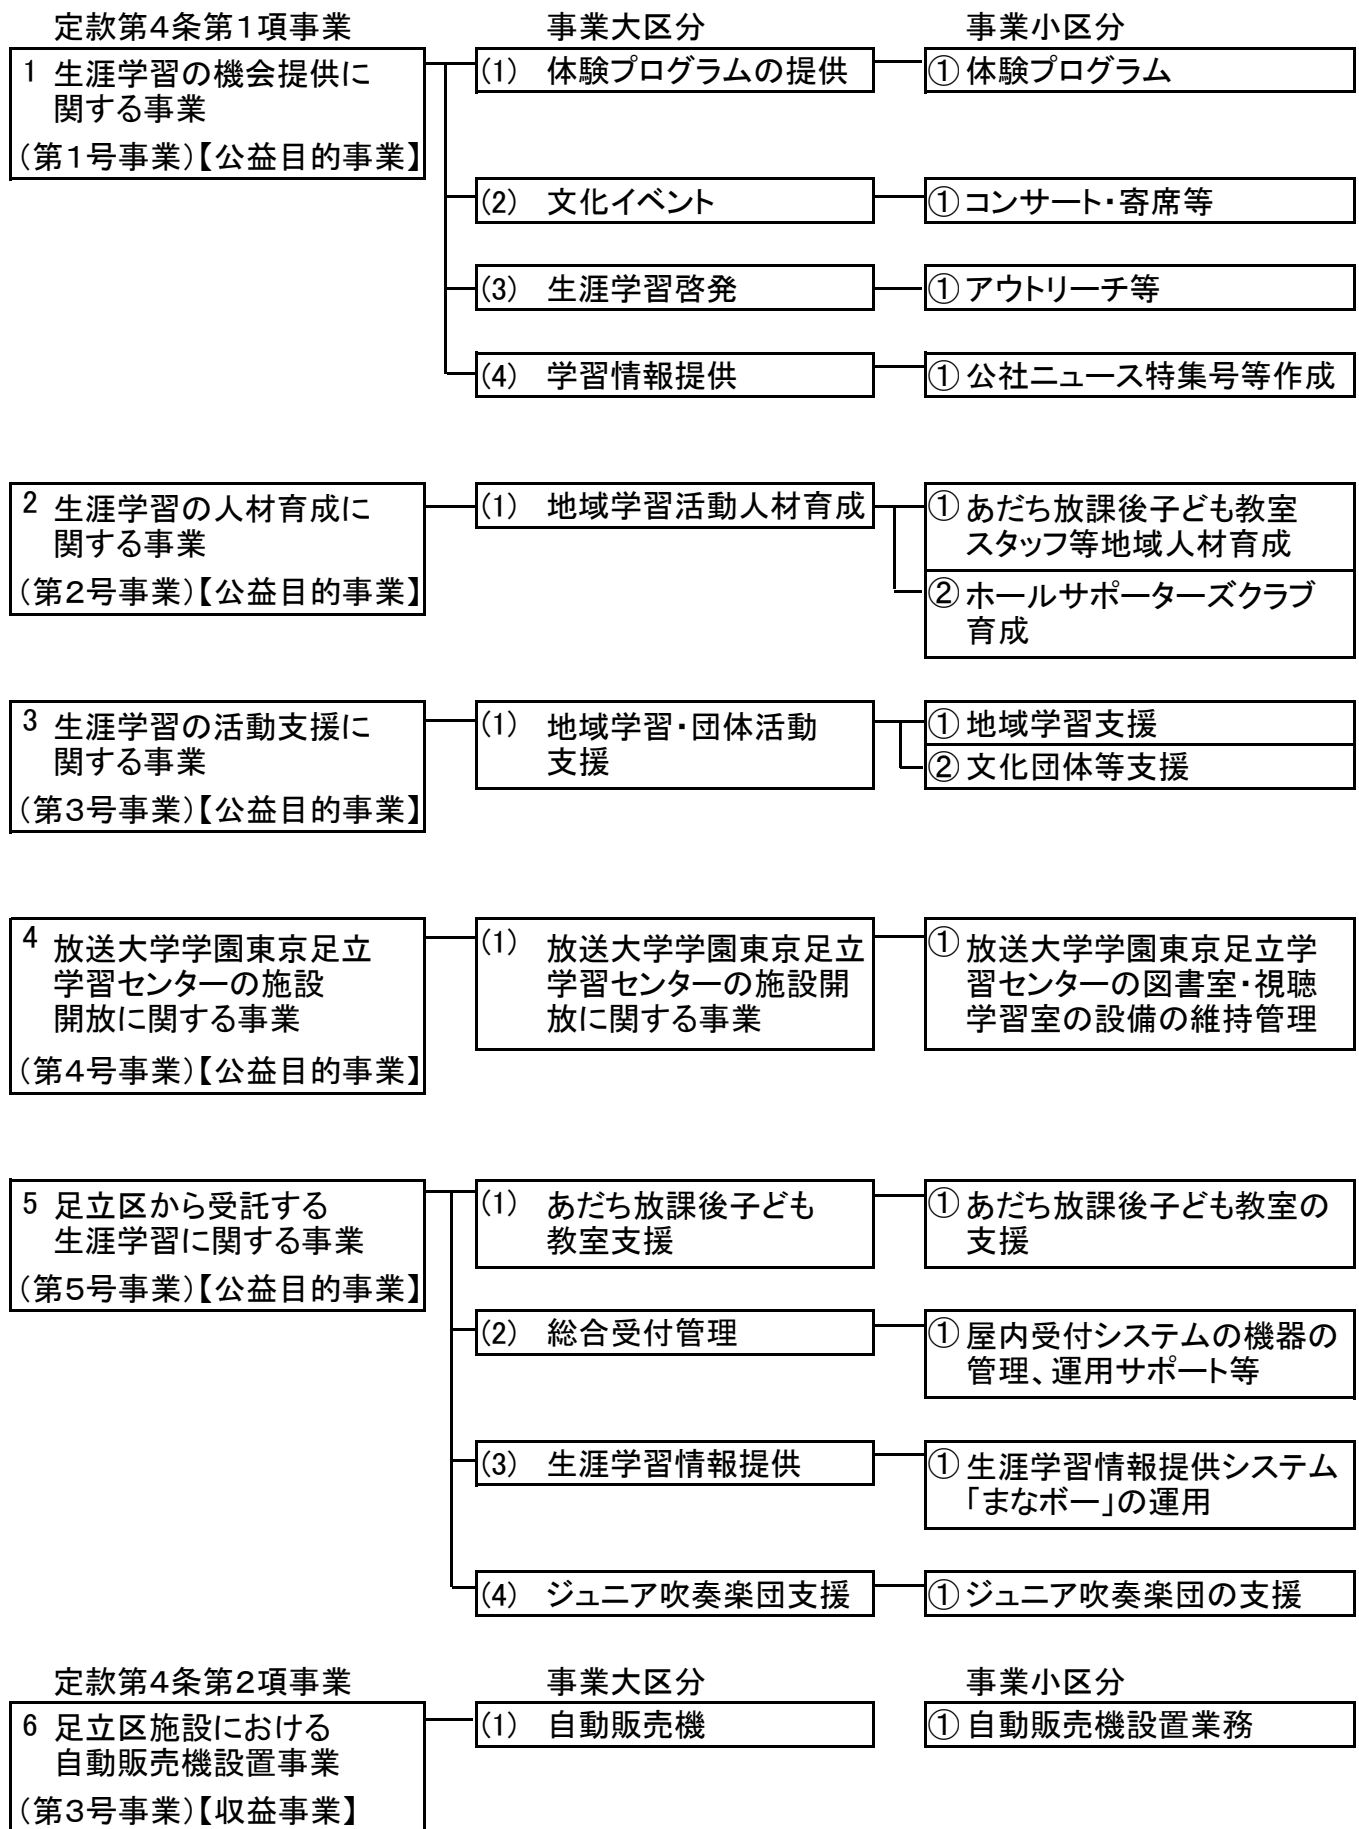 定款第4条第1項事業 事業大区分 事業小区分
1 生涯学習の機会提供に
関する事業
(第1号事業)【公益目的事業】
(1) 体験プログラムの提供
①体験プログラム
(2) 文化イベント
①コンサート・寄席等
(3) 生涯学習啓発
①アウトリーチ等
(4) 学習情報提供
①公社ニュース特集号等作成
2 生涯学習の人材育成に
関する事業
(第2号事業)【公益目的事業】
(1) 地域学習活動人材育成
①あだち放課後子ども教室
スタッフ等地域人材育成
②ホールサポーターズクラブ
育成
3 生涯学習の活動支援に
関する事業
(第3号事業)【公益目的事業】
(1) 地域学習・団体活動
支援
①地域学習支援
②文化団体等支援
4 放送大学学園東京足立
学習センターの施設
開放に関する事業
(第4号事業)【公益目的事業】
(1) 放送大学学園東京足立
学習センターの施設開
放に関する事業
①放送大学学園東京足立学
習センターの図書室・視聴
学習室の設備の維持管理
5 足立区から受託する
生涯学習に関する事業
(第5号事業)【公益目的事業】
(1) あだち放課後子ども
教室支援
①あだち放課後子ども教室の
支援
(2) 総合受付管理
①屋内受付システムの機器の
管理、運用サポート等
(3) 生涯学習情報提供
①生涯学習情報提供システム
「まなボー」の運用
(4) ジュニア吹奏楽団支援
①ジュニア吹奏楽団の支援
定款第4条第2項事業 事業大区分 事業小区分
6 足立区施設における
自動販売機設置事業
(第3号事業)【収益事業】
(1) 自動販売機
①自動販売機設置業務